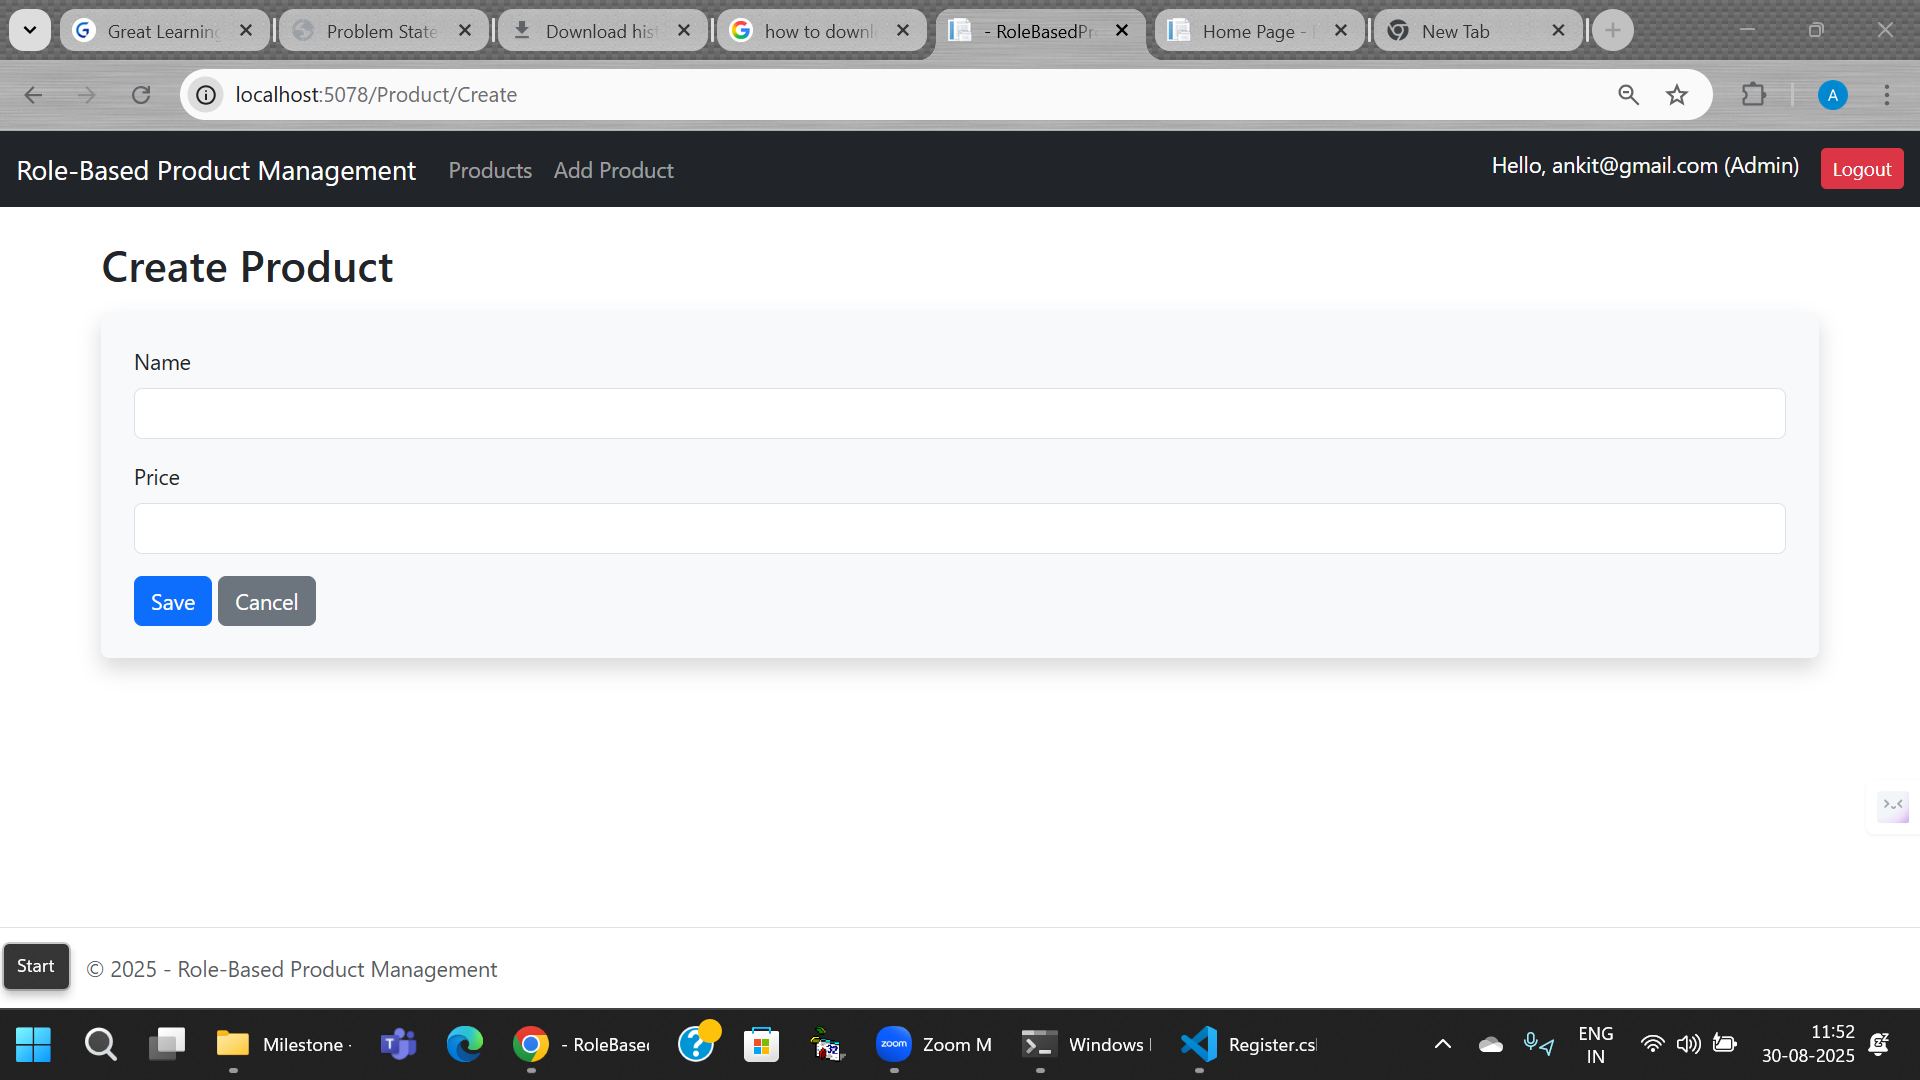 Great Learning
Problem State
Download hist
how to downl
- RoleBasedPr
Home Page -
New Tab
localhost:5078/Product/Create
A
Role-Based Product Management
Products
Add Product
Hello, ankit@gmail.com (Admin)
Logout
Create Product
Name
Price
Save
Cancel
Start
© 2025 - Role-Based Product Management
Milestone -
- RoleBased
zoom
Zoom M
Windows
Register.cs
ENG
IN
11:52
30-08-2025